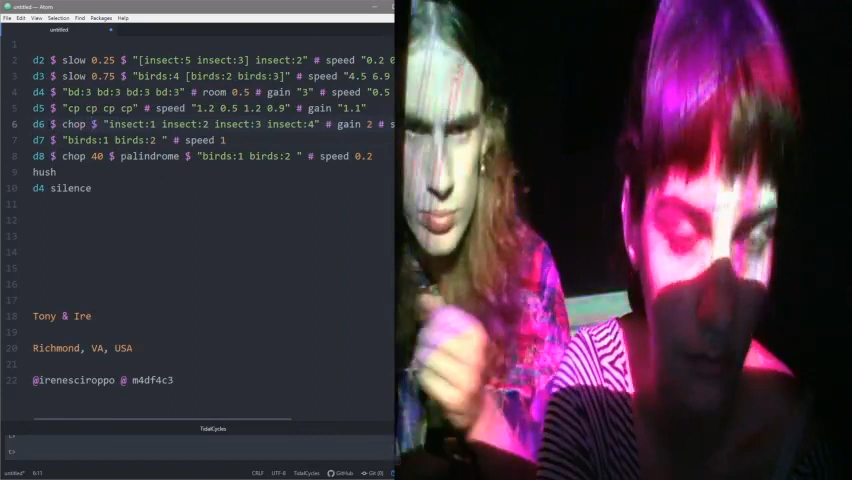 untitled — Atom
File Edit View Selection Find Packages Help
untitled
1
2 d2 $ slow 0.25 $ "[insect:5 insect:3] insect:2" # speed "0.2 0
3 d3 $ slow 0.75 $ "birds:4 [birds:2 birds:3]" # speed "4.5 6.9
4 d4 $ "bd:3 bd:3 bd:3 bd:3" # room 0.5 # gain "3" # speed "0.5
5 d5 $ "cp cp cp cp" # speed "1.2 0.5 1.2 0.9" # gain "1.1"
6 d6 $ chop $ "insect:1 insect:2 insect:3 insect:4" # gain 2 # s
7 d7 $ "birds:1 birds:2 " # speed 1
8 d8 $ chop 40 $ palindrome $ "birds:1 birds:2 " # speed 0.2
9 hush
10 d4 silence
11
12
13
14
15
16
17
18 Tony & Ire
19
20 Richmond, VA, USA
21
22 @irenesciroppo @ m4df4c3
TidalCycles
t>
t>
untitled* 6:11 CRLF UTF-8 TidalCycles GitHub Git (0)